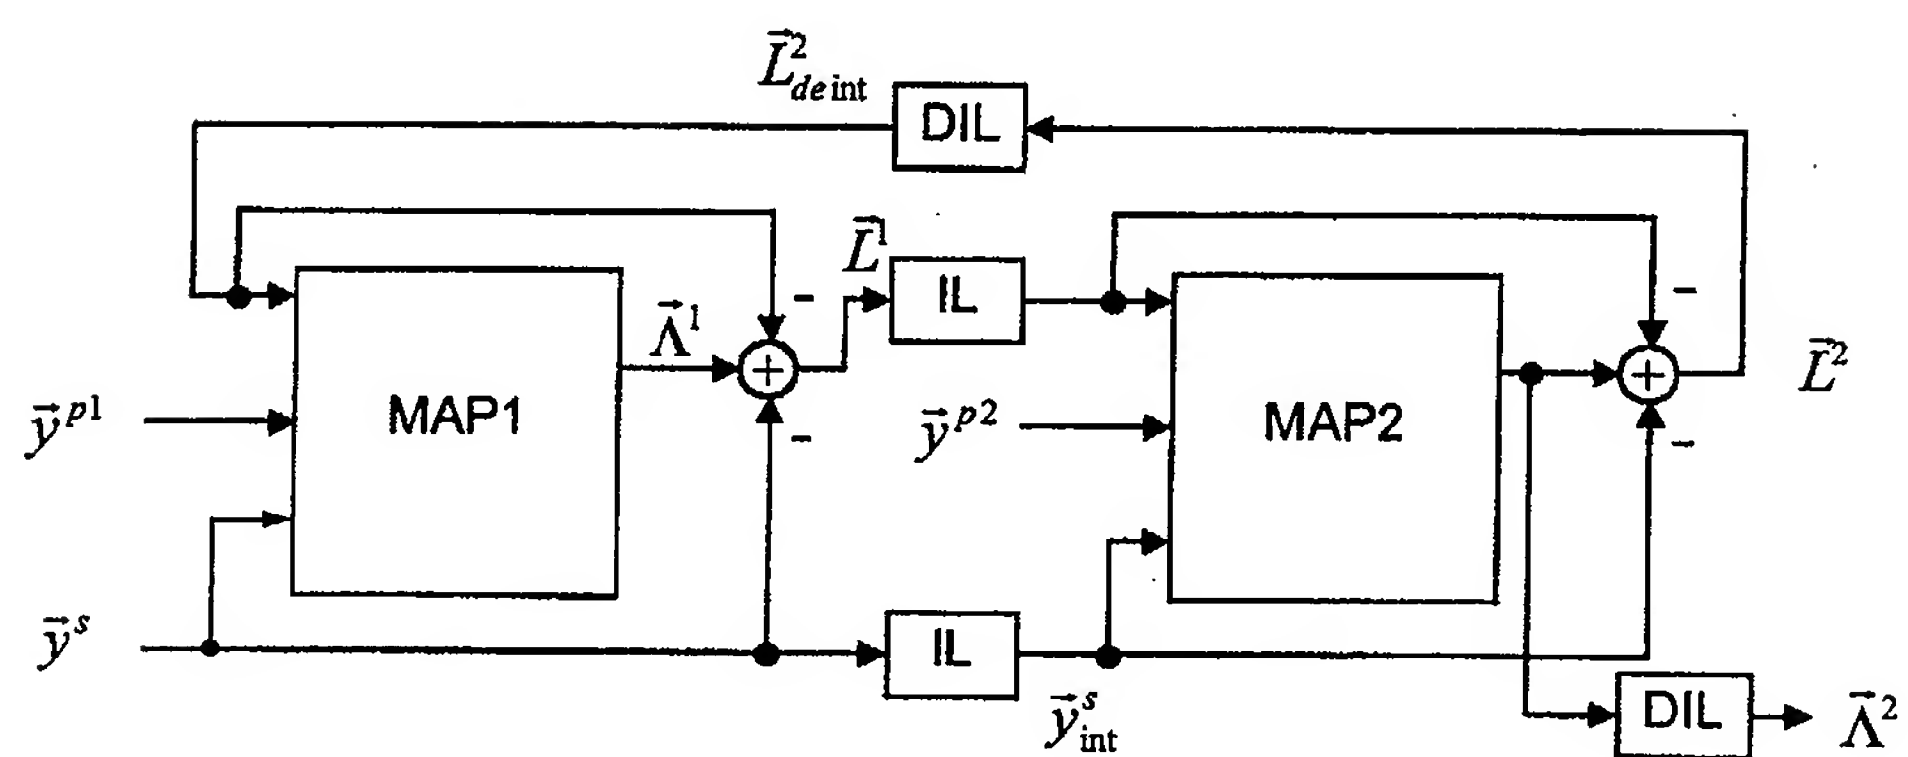 L⃗²_deint
DIL
L⃗¹
IL
-
-
Λ⃗¹
+
+
L⃗²
y⃗^p1
MAP1
-
y⃗^p2
MAP2
-
y⃗^s
IL
y⃗^s_int
DIL
Λ⃗²